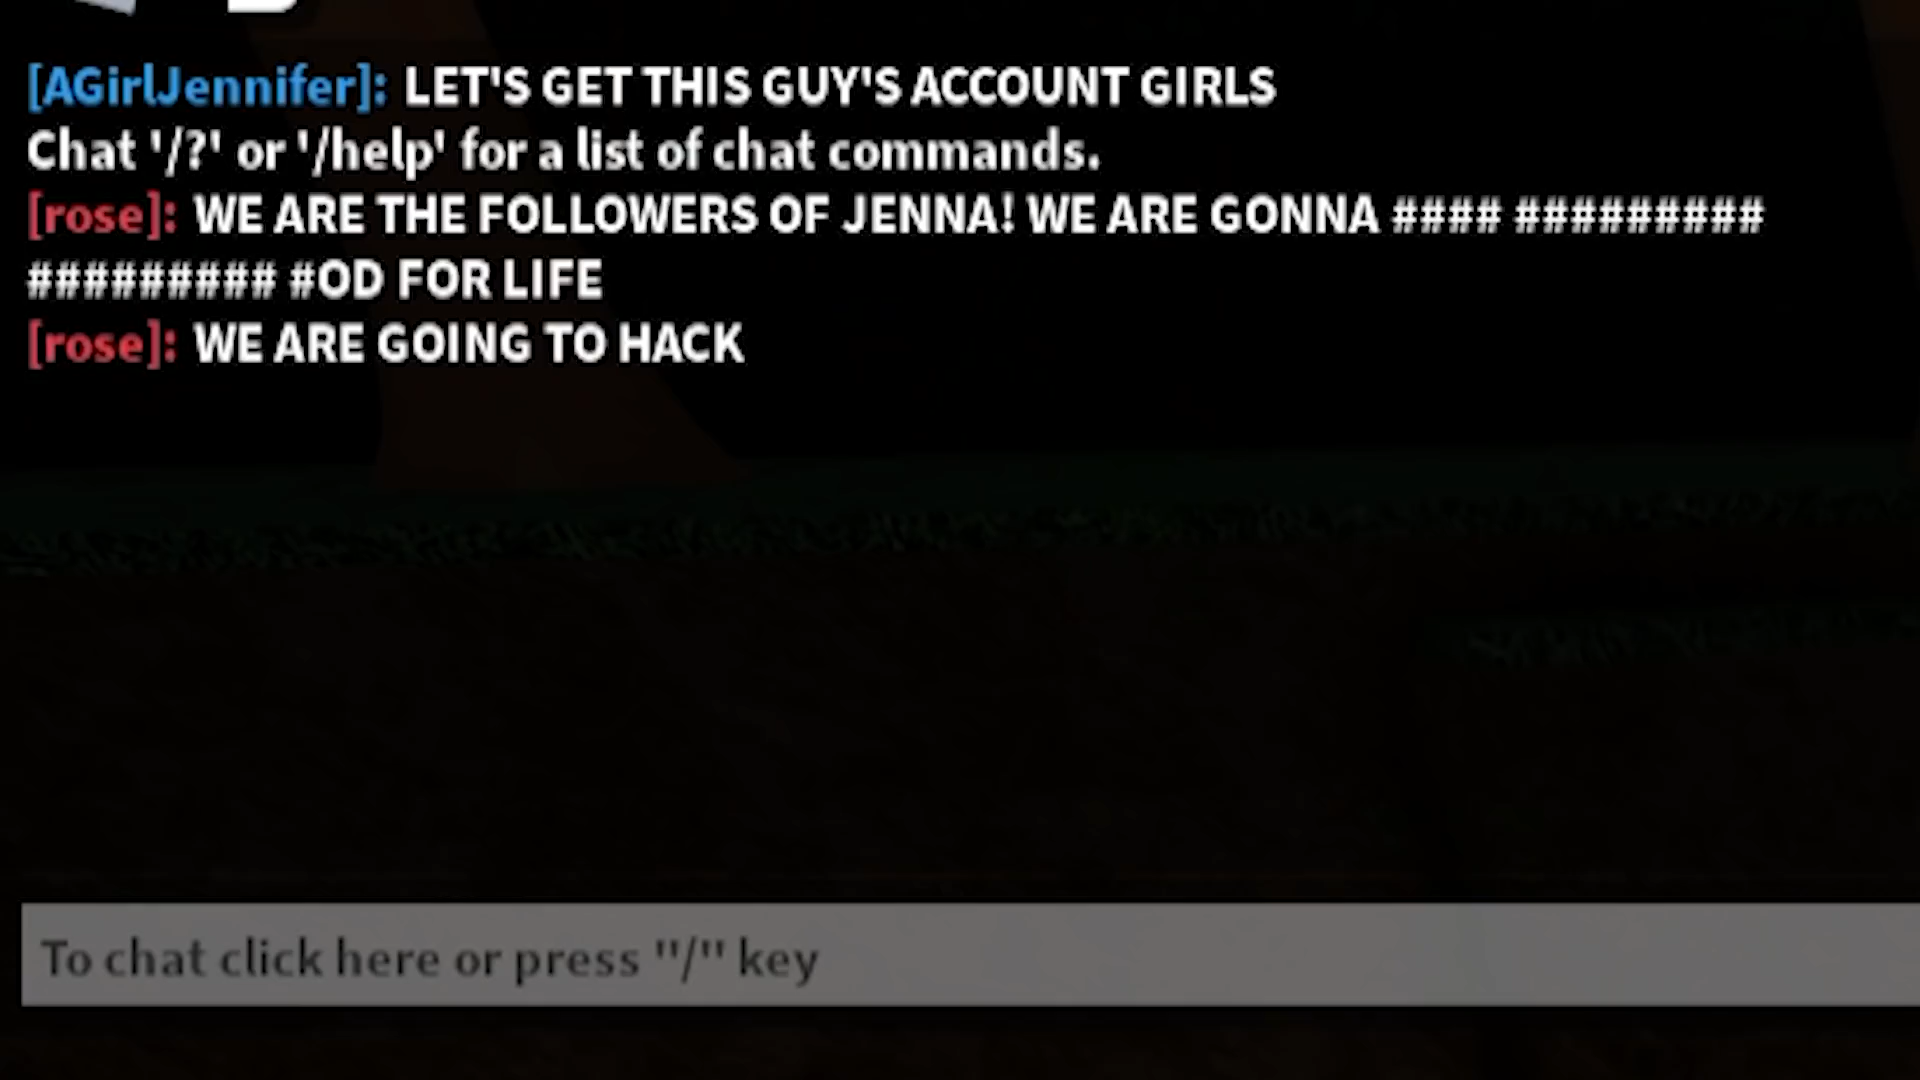 [AGirlJennifer]: LET'S GET THIS GUY'S ACCOUNT GIRLS
Chat '/?' or '/help' for a list of chat commands.
[rose]: WE ARE THE FOLLOWERS OF JENNA! WE ARE GONNA #### #########
######### #OD FOR LIFE
[rose]: WE ARE GOING TO HACK
To chat click here or press "/" key